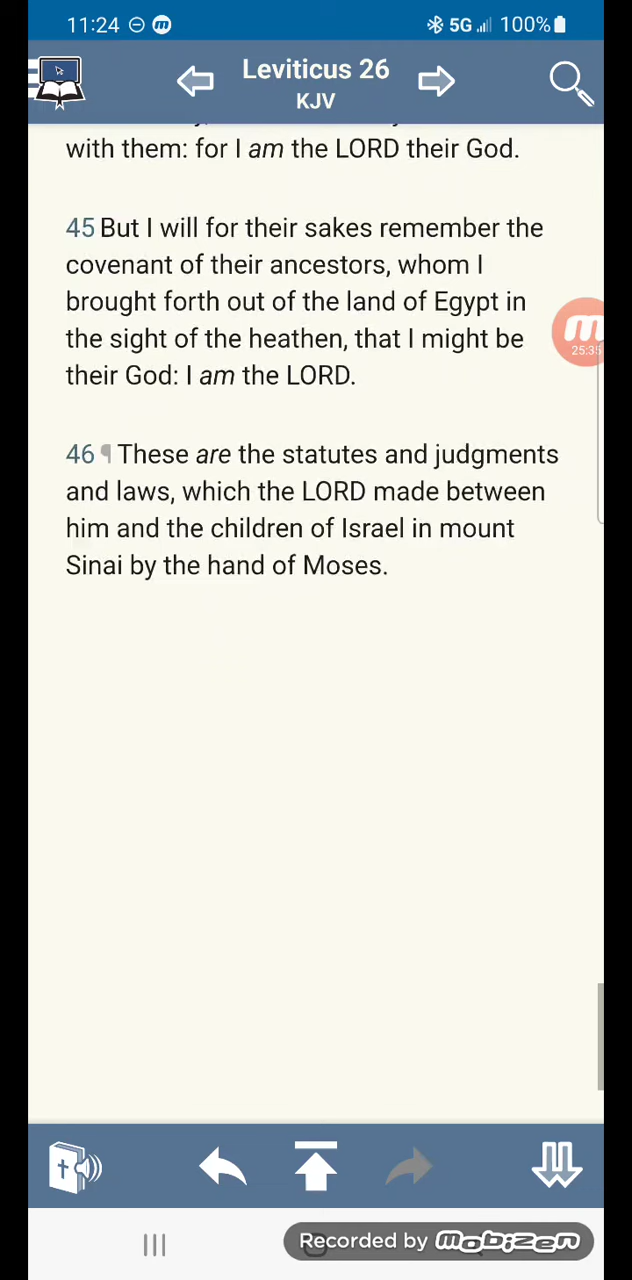 11:24 5G 100%
Leviticus 26
KJV
with them: for I am the LORD their God.
45 But I will for their sakes remember the
covenant of their ancestors, whom I
brought forth out of the land of Egypt in
the sight of the heathen, that I might be
their God: I am the LORD.
25:35
46 ¶ These are the statutes and judgments
and laws, which the LORD made between
him and the children of Israel in mount
Sinai by the hand of Moses.
Recorded by mobizen